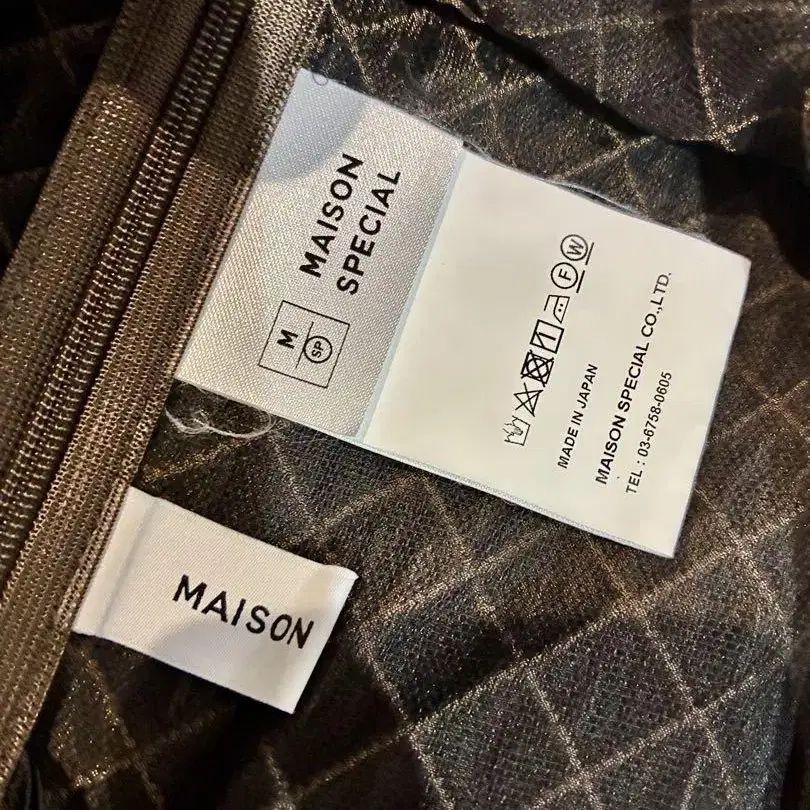 MAISON
SPECIAL
M
SP
F
W
MADE IN JAPAN
MAISON SPECIAL CO.,LTD.
TEL : 03-6758-0605
MAISON